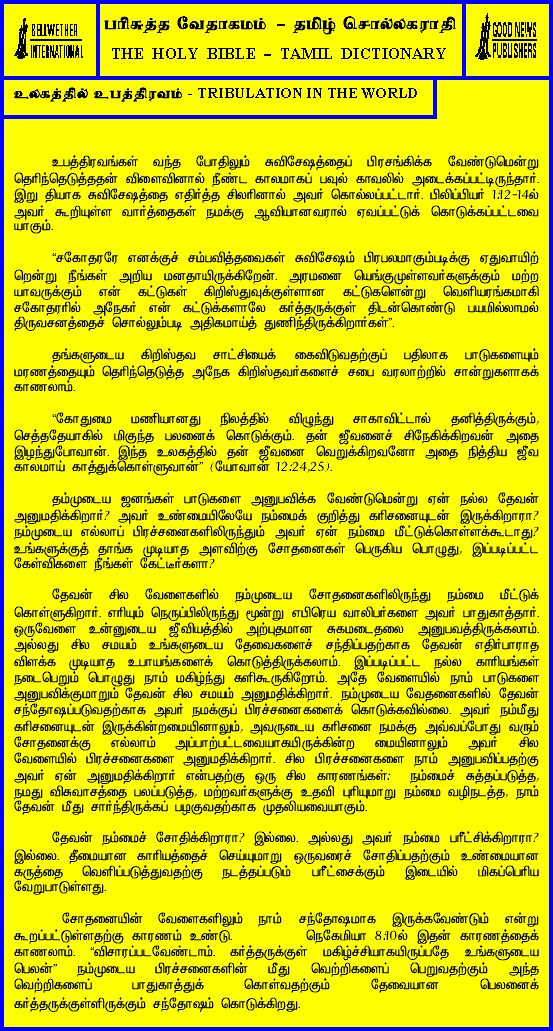 BELLWETHER
INTERNATIONAL
பரிசுத்த வேதாகமம் – தமிழ் சொல்லகராதி
THE HOLY BIBLE – TAMIL DICTIONARY
GOOD NEWS
PUBLISHERS
உலகத்தில் உபத்திரவம் - TRIBULATION IN THE WORLD
உபத்திரவங்கள் வந்த போதிலும் சுவிசேஷத்தைப் பிரசங்கிக்க வேண்டுமென்று
தெரிந்தெடுத்ததன் விளைவினால் நீண்ட காலமாகப் பவுல் காவலில் அடைக்கப்பட்டிருந்தார்.
இறு தியாக சுவிசேஷத்தை எதிர்த்த சிலரினால் அவர் கொல்லப்பட்டார். பிலிப்பியர் 1:12-14ல்
அவர் கூறியுள்ள வார்த்தைகள் நமக்கு ஆவியானவரால் ஏவப்பட்டுக் கொடுக்கப்பட்டவை
யாகும்.
“சகோதரரே எனக்குச் சம்பவித்தவைகள் சுவிசேஷம் பிரபலமாகும்படிக்கு ஏதுவாயிற்
றென்று நீங்கள் அறிய மனதாயிருக்கிறேன். அரமனை யெங்குமுள்ளவர்களுக்கும் மற்ற
யாவருக்கும் என் கட்டுகள் கிறிஸ்துவுக்குள்ளான கட்டுகளென்று வெளியரங்கமாகி
சகோதரரில் அநேகர் என் கட்டுக்களாலே கர்த்தருக்குள் திடன்கொண்டு பயமில்லாமல்
திருவசனத்தைச் சொல்லும்படி அதிகமாய்த் துணிந்திருக்கிறார்கள்”.
தங்களுடைய கிறிஸ்தவ சாட்சியைக் கைவிடுவதற்குப் பதிலாக பாடுகளையும்
மரணத்தையும் தெரிந்தெடுத்த அநேக கிறிஸ்தவர்களைச் சபை வரலாற்றில் சான்றுகளாகக்
காணலாம்.
“கோதுமை மணியானது நிலத்தில் விழுந்து சாகாவிட்டால் தனித்திருக்கும்,
செத்ததேயாகில் மிகுந்த பலனைக் கொடுக்கும். தன் ஜீவனைச் சிநேகிக்கிறவன் அதை
இழந்துபோவான். இந்த உலகத்தில் தன் ஜீவனை வெறுக்கிறவனோ அதை நித்திய ஜீவ
காலமாய் காத்துக்கொள்ளுவான்” (யோவான் 12:24,25).
தம்முடைய ஜனங்கள் பாடுகளை அனுபவிக்க வேண்டுமென்று ஏன் நல்ல தேவன்
அனுமதிக்கிறார்? அவர் உண்மையிலேயே நம்மைக் குறித்து கரிசனையுடன் இருக்கிறாரா?
நம்முடைய எல்லாப் பிரச்சனைகளிலிருந்தும் அவர் ஏன் நம்மை மீட்டுக்கொள்ளக்கூடாது?
உங்களுக்குத் தாங்க முடியாத அளவிற்கு சோதனைகள் பெருகிய பொழுது, இப்படிப்பட்ட
கேள்விகளை நீங்கள் கேட்டீர்களா?
தேவன் சில வேளைகளில் நம்முடைய சோதனைகளிலிருந்து நம்மை மீட்டுக்
கொள்ளுகிறார். எரியும் நெருப்பிலிருந்து மூன்று எபிரெய வாலிபர்களை அவர் பாதுகாத்தார்.
ஒருவேளை உன்னுடைய ஜீவியத்தில் அற்புதமான சுகமடைதலை அனுபவத்திருக்கலாம்.
அல்லது சில சமயம் உங்களுடைய தேவைகளைச் சந்திப்பதற்காக தேவன் எதிர்பாராத
விளக்க முடியாத உபாயங்களைக் கொடுத்திருக்கலாம். இப்படிப்பட்ட நல்ல காரியங்கள்
நடைபெறும் பொழுது நாம் மகிழ்ந்து களிகூருகிறோம். அதே வேளையில் நாம் பாடுகளை
அனுபவிக்குமாறும் தேவன் சில சமயம் அனுமதிக்கிறார். நம்முடைய வேதனைகளில் தேவன்
சந்தோஷப்படுவதற்காக அவர் நமக்குப் பிரச்சனைகளைக் கொடுக்கவில்லை. அவர் நம்மீது
கரிசனையுடன் இருக்கின்றமையினாலும், அவருடைய கரிசனை நமக்கு அவ்வப்போது வரும்
சோதனைக்கு எல்லாம் அப்பாற்பட்டவையாகயிருக்கின்ற மையினாலும் அவர் சில
வேளையில் பிரச்சனைகளை அனுமதிக்கிறார். சில பிரச்சனைகளை நாம் அனுபவிப்பதற்கு
அவர் ஏன் அனுமதிக்கிறார் என்பதற்கு ஒரு சில காரணங்கள்: நம்மைச் சுத்தப்படுத்த,
நமது விசுவாசத்தை பலப்படுத்த, மற்றவர்களுக்கு உதவி புரியுமாறு நம்மை வழிநடத்த, நாம்
தேவன் மீது சார்ந்திருக்கப் பழகுவதற்காக முதலியவையாகும்.
தேவன் நம்மைச் சோதிக்கிறாரா? இல்லை. அல்லது அவர் நம்மை பரீட்சிக்கிறாரா?
இல்லை. தீமையான காரியத்தைச் செய்யுமாறு ஒருவரைச் சோதிப்பதற்கும் உண்மையான
கருத்தை வெளிப்படுத்துவதற்கு நடத்தப்படும் பரீட்சைக்கும் இடையில் மிகப்பெரிய
வேறுபாடுள்ளது.
சோதனையின் வேளைகளிலும் நாம் சந்தோஷமாக இருக்கவேண்டும் என்று
கூறப்பட்டுள்ளதற்கு காரணம் உண்டு. நெகேமியா 8:10ல் இதன் காரணத்தைக்
காணலாம். “விசாரப்படவேண்டாம். கர்த்தருக்குள் மகிழ்ச்சியாகயிருப்பதே உங்களுடைய
பெலன்” நம்முடைய பிரச்சனைகளின் மீது வெற்றிகளைப் பெறுவதற்கும் அந்த
வெற்றிகளைப் பாதுகாத்துக் கொள்வதற்கும் தேவையான பெலனைக்
கர்த்தருக்குள்ளிருக்கும் சந்தோஷம் கொடுக்கிறது.